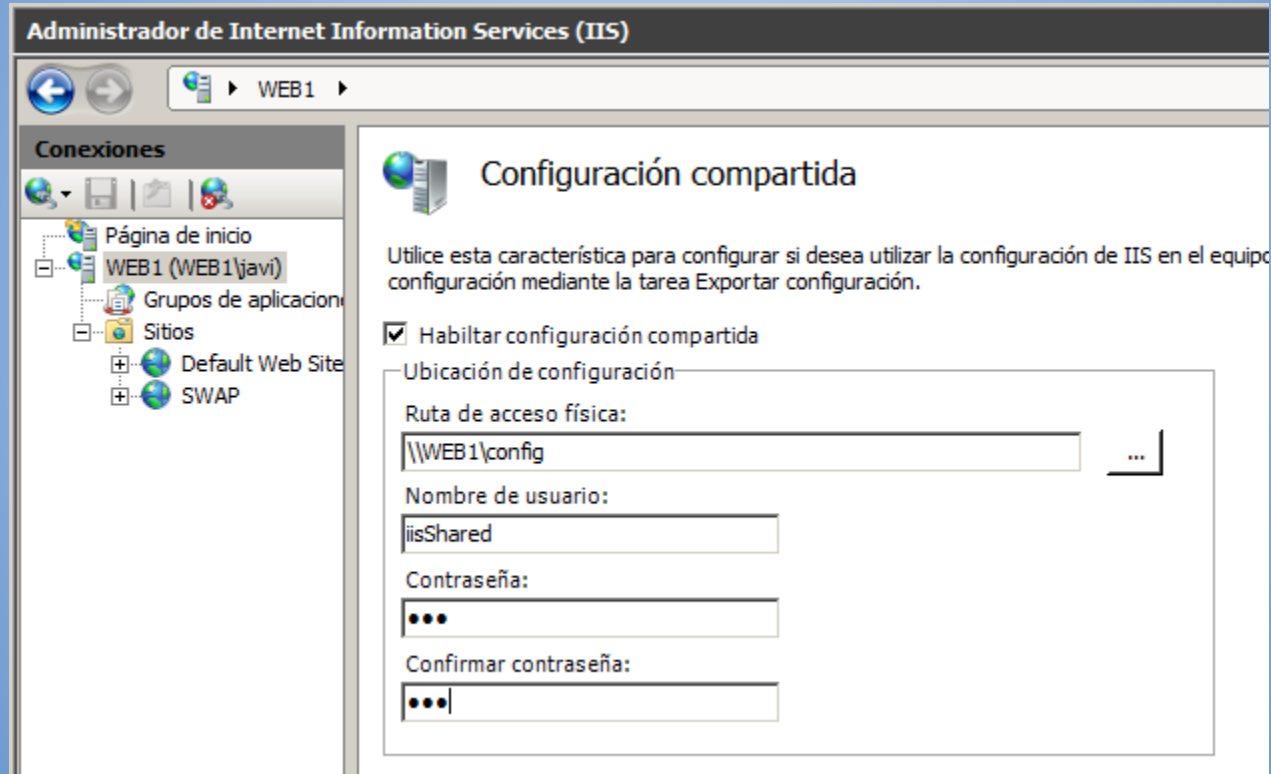 Administrador de Internet Information Services (IIS)
WEB1
Conexiones
Página de inicio
WEB1 (WEB1\javi)
Grupos de aplicacion
Sitios
Default Web Site
SWAP
Configuración compartida
Utilice esta característica para configurar si desea utilizar la configuración de IIS en el equipo
configuración mediante la tarea Exportar configuración.
Habiltar configuración compartida
Ubicación de configuración
Ruta de acceso física:
\\WEB1\config
...
Nombre de usuario:
iisShared
Contraseña:
●●●
Confirmar contraseña:
●●●